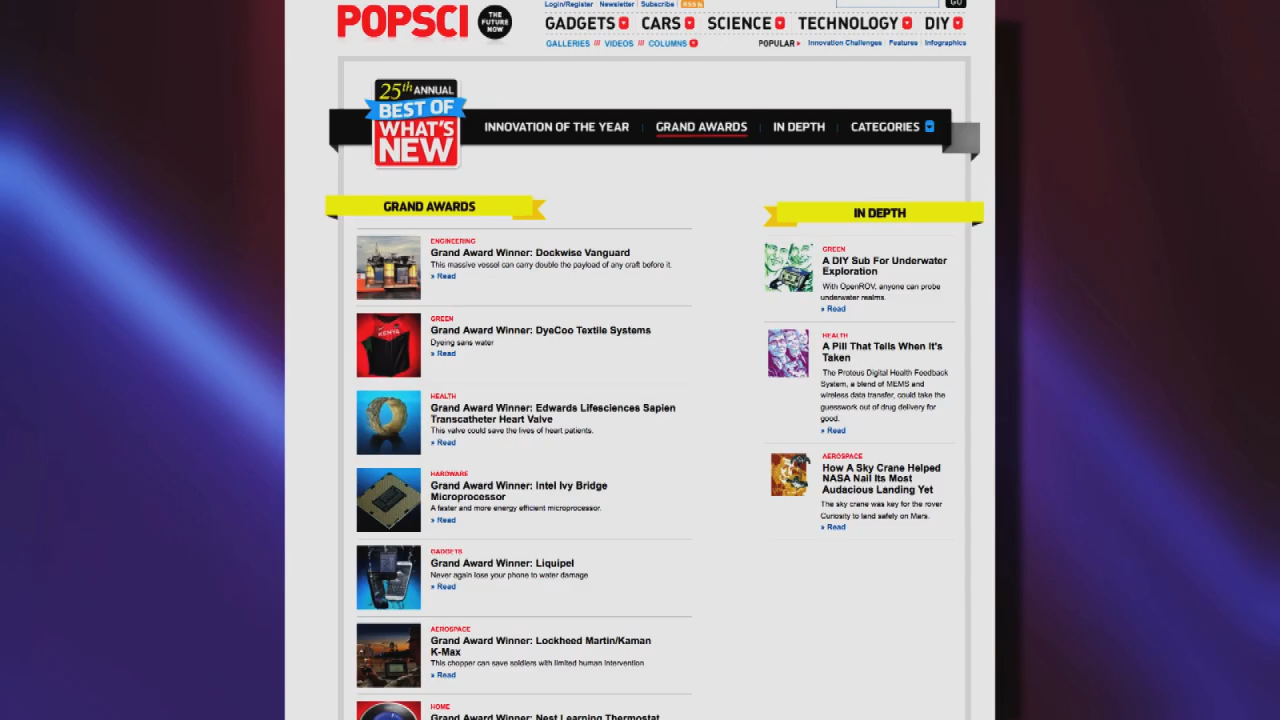 Login/Register Newsletter Subscribe RSS
GO
POPSCI
THE FUTURE NOW
GADGETS CARS SCIENCE TECHNOLOGY DIY
GALLERIES /// VIDEOS /// COLUMNS
POPULAR » Innovation Challenges Features Infographics
25th ANNUAL
BEST OF
WHAT'S
NEW
INNOVATION OF THE YEAR GRAND AWARDS IN DEPTH CATEGORIES
GRAND AWARDS
ENGINEERING
Grand Award Winner: Dockwise Vanguard
This massive vessel can carry double the payload of any craft before it.
» Read
GREEN
Grand Award Winner: DyeCoo Textile Systems
Dyeing sans water
» Read
HEALTH
Grand Award Winner: Edwards Lifesciences Sapien
Transcatheter Heart Valve
This valve could save the lives of heart patients.
» Read
HARDWARE
Grand Award Winner: Intel Ivy Bridge
Microprocessor
A faster and more energy efficient microprocessor.
» Read
GADGETS
Grand Award Winner: Liquipel
Never again lose your phone to water damage
» Read
AEROSPACE
Grand Award Winner: Lockheed Martin/Kaman
K-Max
This chopper can save soldiers with limited human intervention
» Read
HOME
Grand Award Winner: Nest Learning Thermostat
IN DEPTH
GREEN
A DIY Sub For Underwater
Exploration
With OpenROV, anyone can probe
underwater realms.
» Read
HEALTH
A Pill That Tells When It's
Taken
The Proteus Digital Health Feedback
System, a blend of MEMS and
wireless data transfer, could take the
guesswork out of drug delivery for
good.
» Read
AEROSPACE
How A Sky Crane Helped
NASA Nail Its Most
Audacious Landing Yet
The sky crane was key for the rover
Curiosity to land safely on Mars.
» Read